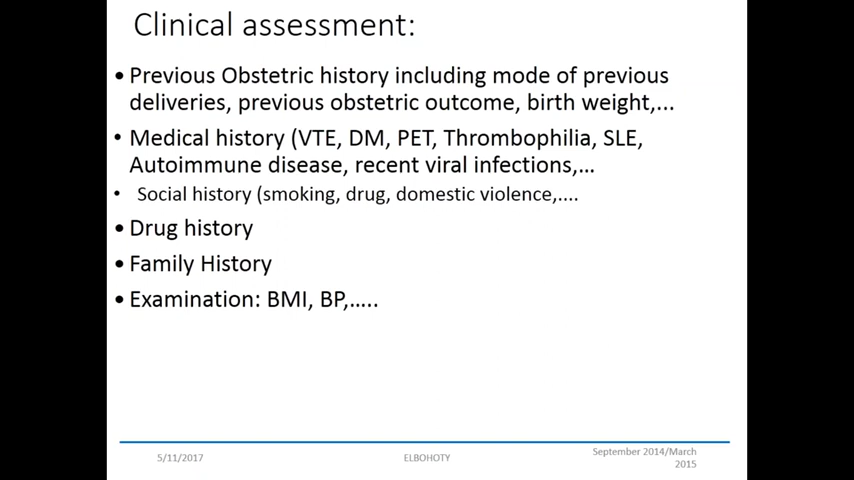 Clinical assessment:
• Previous Obstetric history including mode of previous
deliveries, previous obstetric outcome, birth weight,...
• Medical history (VTE, DM, PET, Thrombophilia, SLE,
Autoimmune disease, recent viral infections,...
• Social history (smoking, drug, domestic violence,....
• Drug history
• Family History
• Examination: BMI, BP,.....
5/11/2017
ELBOHOTY
September 2014/March
2015